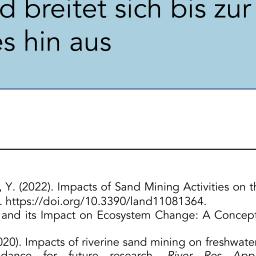 d breitet sich bis zur
es hin aus
, Y. (2022). Impacts of Sand Mining Activities on th
. https://doi.org/10.3390/land11081364.
and its Impact on Ecosystem Change: A Concept
020). Impacts of riverine sand mining on freshwater
dance for future research. River Res. App